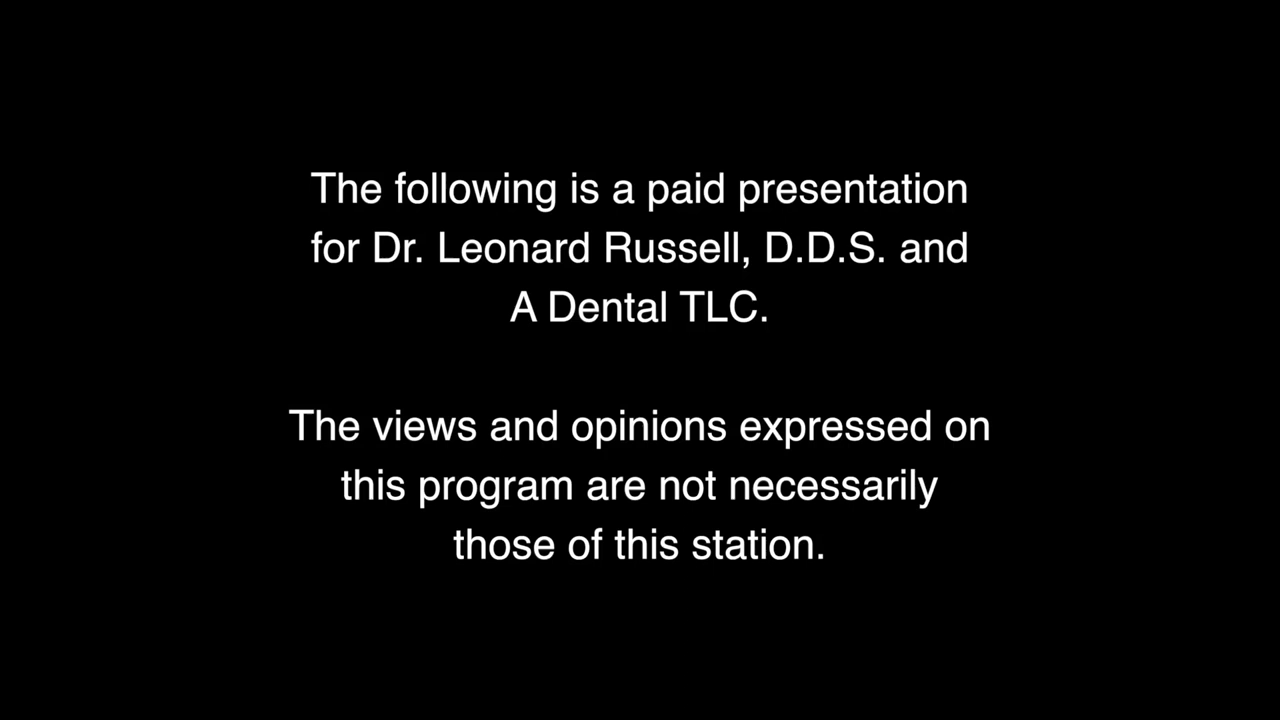 The following is a paid presentation
for Dr. Leonard Russell, D.D.S. and
A Dental TLC.
The views and opinions expressed on
this program are not necessarily
those of this station.